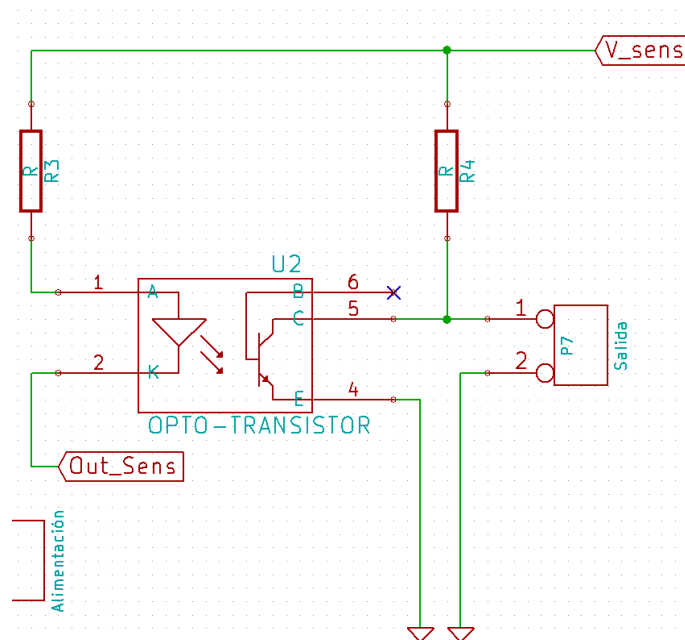 V_sens
R
R3
R
R4
U2
1
A
B
6
C
5
1
P7
Salida
2
K
2
E
4
OPTO-TRANSISTOR
Out_Sens
Alimentación